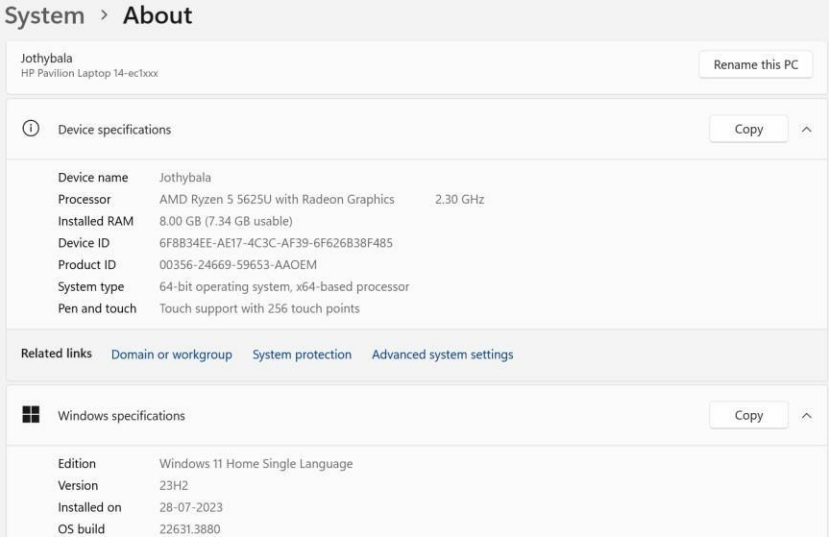 System > About
Jothybala
HP Pavilion Laptop 14-ec1xxx
Rename this PC
Device specifications
Copy
Device name Jothybala
Processor AMD Ryzen 5 5625U with Radeon Graphics 2.30 GHz
Installed RAM 8.00 GB (7.34 GB usable)
Device ID 6F8B34EE-AE17-4C3C-AF39-6F626B38F485
Product ID 00356-24669-59653-AAOEM
System type 64-bit operating system, x64-based processor
Pen and touch Touch support with 256 touch points
Related links Domain or workgroup System protection Advanced system settings
Windows specifications
Copy
Edition Windows 11 Home Single Language
Version 23H2
Installed on 28-07-2023
OS build 22631.3880